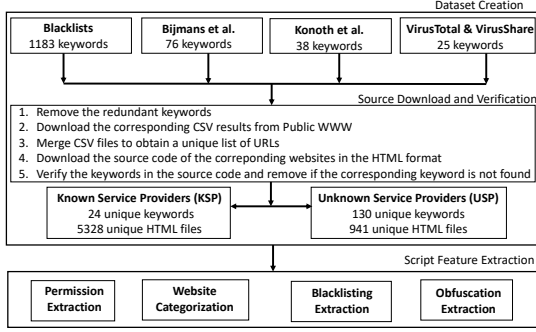 Dataset Creation
Blacklists
1183 keywords
Bijmans et al.
76 keywords
Konoth et al.
38 keywords
VirusTotal & VirusShare
25 keywords
Source Download and Verification
1. Remove the redundant keywords
2. Download the corresponding CSV results from Public WWW
3. Merge CSV files to obtain a unique list of URLs
4. Download the source code of the correponding websites in the HTML format
5. Verify the keywords in the source code and remove if the corresponding keyword is not found
Known Service Providers (KSP)
24 unique keywords
5328 unique HTML files
Unknown Service Providers (USP)
130 unique keywords
941 unique HTML files
Script Feature Extraction
Permission
Extraction
Website
Categorization
Blacklisting
Extraction
Obfuscation
Extraction